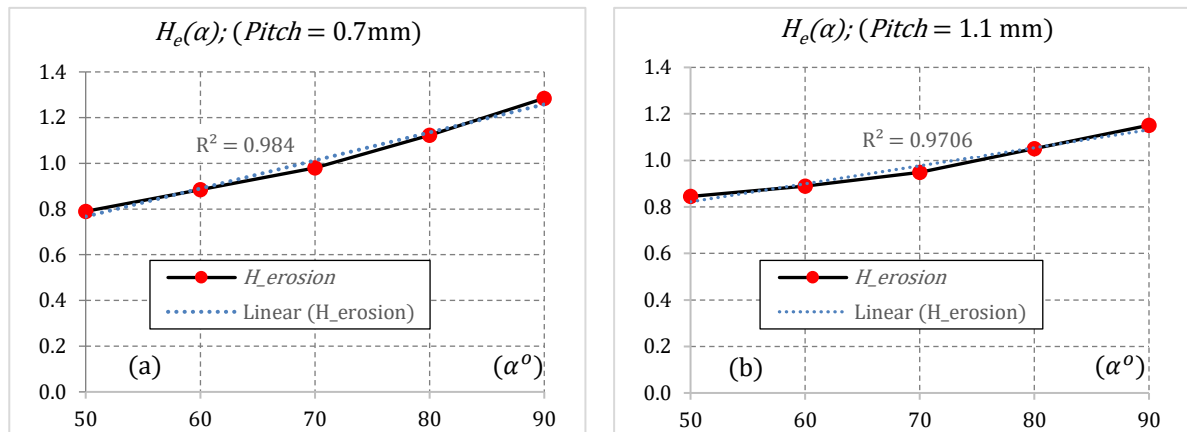 H_e(α); (Pitch = 0.7mm)
1.4
1.2
1.0
0.8
0.6
0.4
0.2
0.0
R² = 0.984
H_erosion
Linear (H_erosion)
(a)
(α^o)
50 60 70 80 90
H_e(α); (Pitch = 1.1 mm)
1.4
1.2
1.0
0.8
0.6
0.4
0.2
0.0
R² = 0.9706
H_erosion
Linear (H_erosion)
(b)
(α^o)
50 60 70 80 90